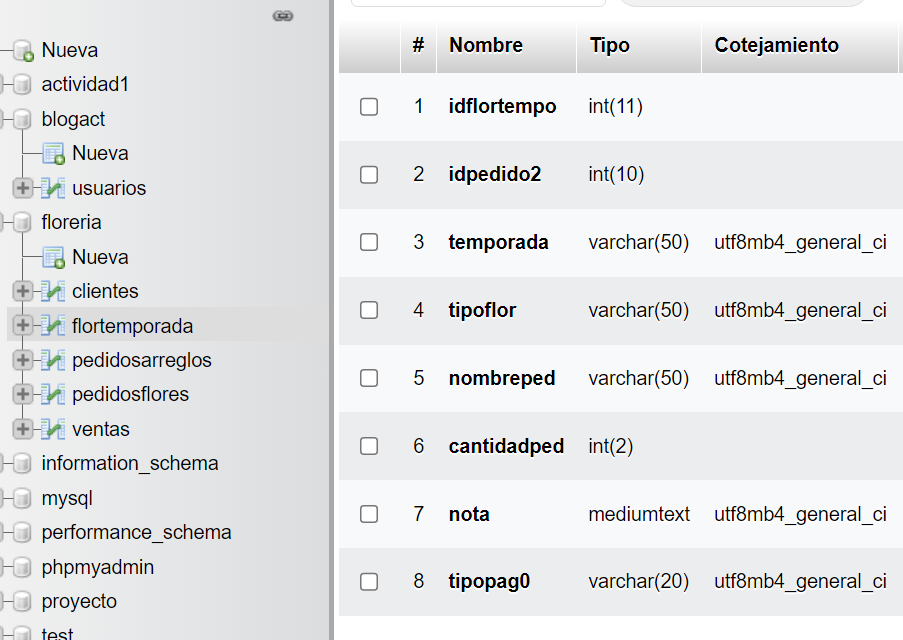 Nueva
actividad1
blogact
Nueva
usuarios
floreria
Nueva
clientes
flortemporada
pedidosarreglos
pedidosflores
ventas
information_schema
mysql
performance_schema
phpmyadmin
proyecto
test
# Nombre Tipo Cotejamiento
1 idflortempo int(11)
2 idpedido2 int(10)
3 temporada varchar(50) utf8mb4_general_ci
4 tipoflor varchar(50) utf8mb4_general_ci
5 nombreped varchar(50) utf8mb4_general_ci
6 cantidadped int(2)
7 nota mediumtext utf8mb4_general_ci
8 tipopag0 varchar(20) utf8mb4_general_ci